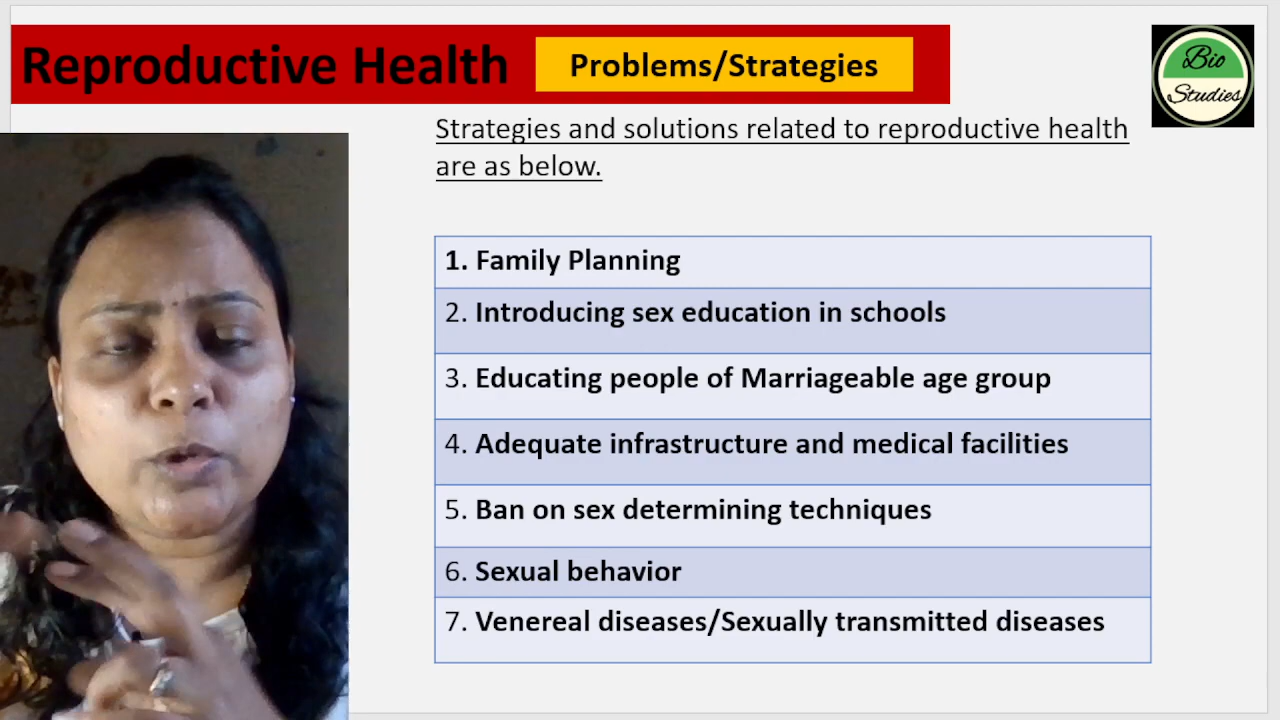 Reproductive Health
Problems/Strategies
Bio
Studies
Strategies and solutions related to reproductive health
are as below.
1. Family Planning
2. Introducing sex education in schools
3. Educating people of Marriageable age group
4. Adequate infrastructure and medical facilities
5. Ban on sex determining techniques
6. Sexual behavior
7. Venereal diseases/Sexually transmitted diseases